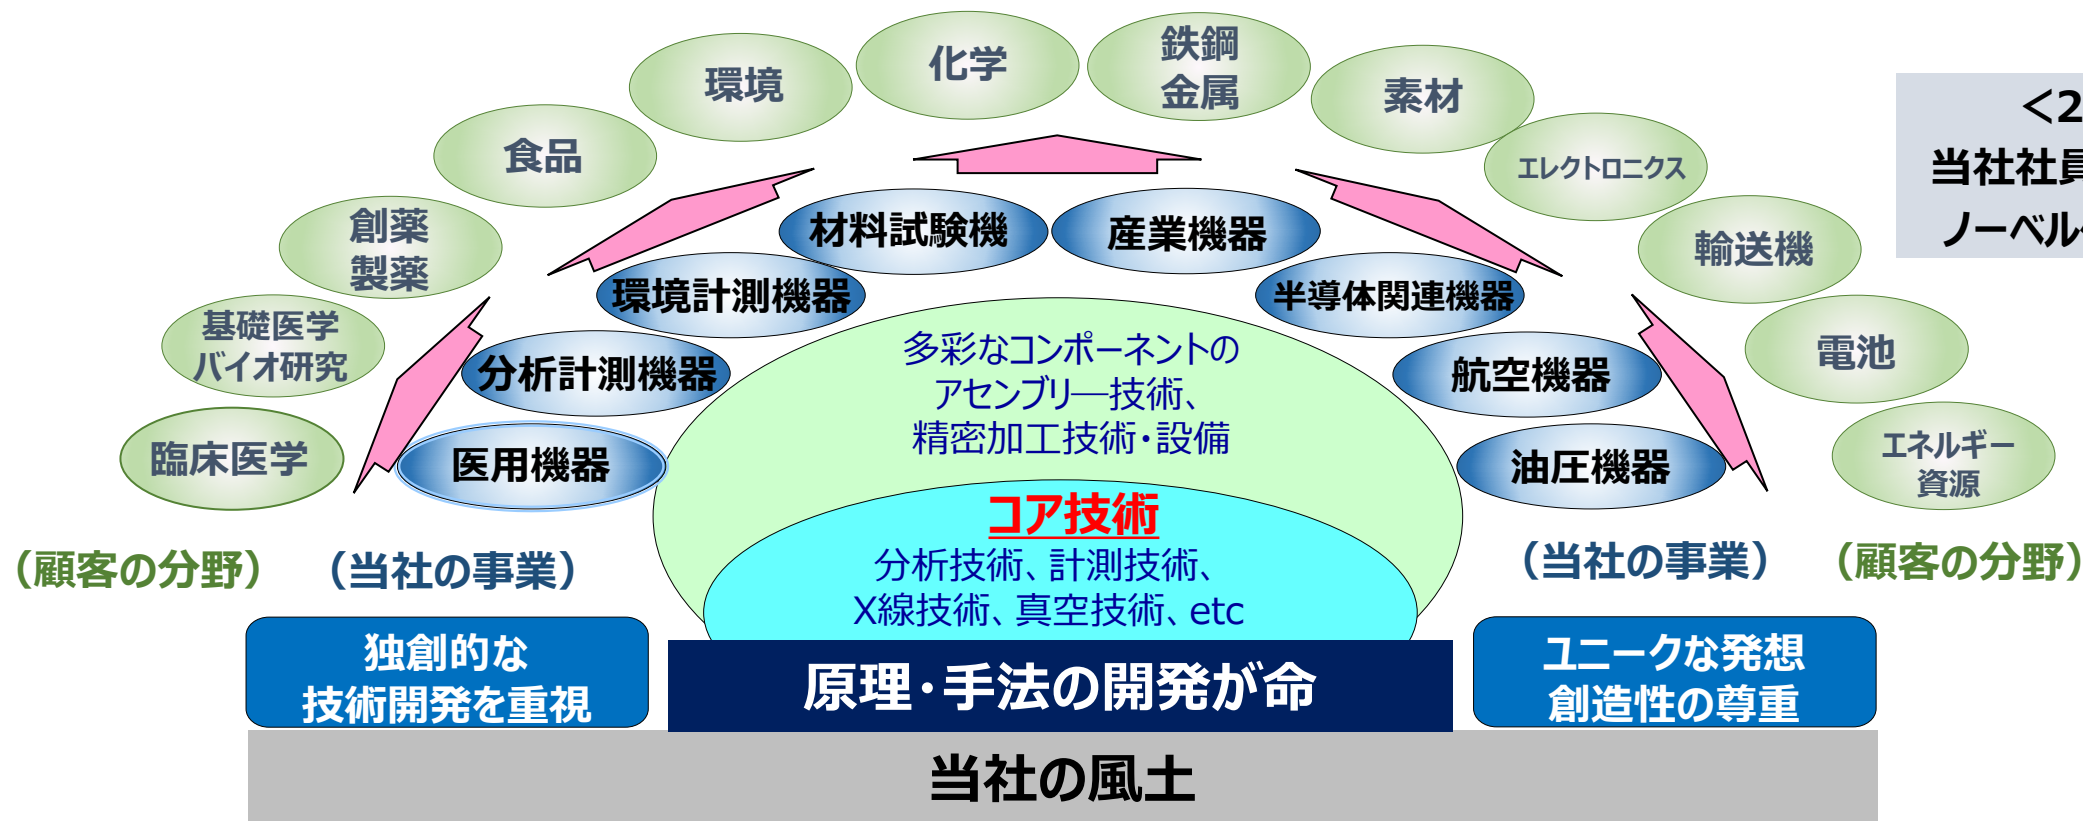 化学
鉄鋼
金属
環境
素材
食品
エレクトロニクス
<2
当社社員
ノーベル
創薬
製薬
輸送機
材料試験機
産業機器
環境計測機器
半導体関連機器
基礎医学
バイオ研究
電池
分析計測機器
航空機器
多彩なコンポーネントの
アセンブリ―技術、
精密加工技術・設備
臨床医学
医用機器
油圧機器
エネルギー
資源
コア技術
分析技術、計測技術、
X線技術、真空技術、etc
（顧客の分野）
（当社の事業）
（当社の事業）
（顧客の分野）
独創的な
技術開発を重視
原理・手法の開発が命
ユニークな発想
創造性の尊重
当社の風土